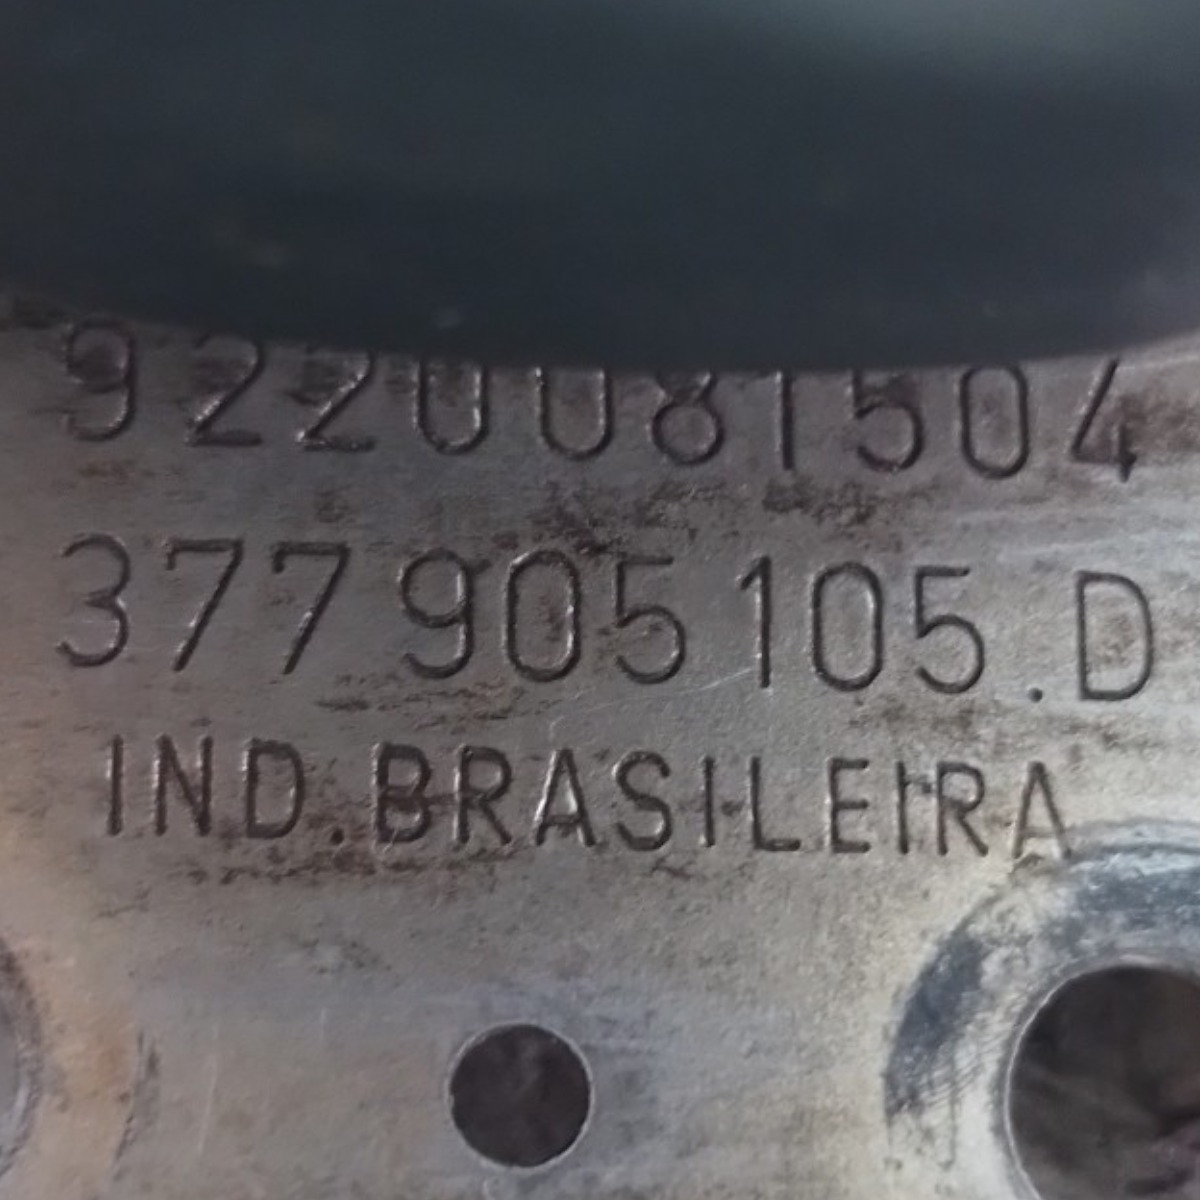 9220081504
377 905 105.D
IND.BRASILEIRA